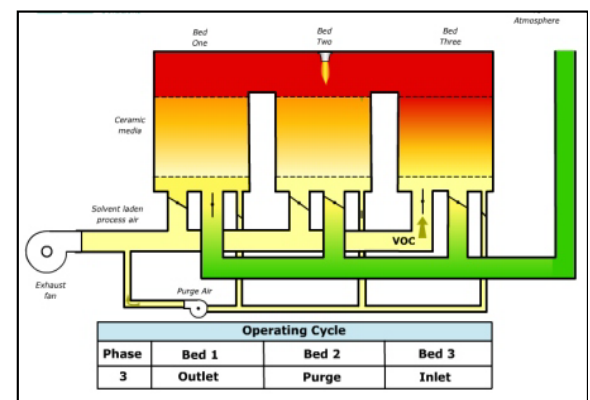 Atmosphere
Bed
One
Bed
Two
Bed
Three
Ceramic
media
Solvent laden
process air
VOC
Exhaust
fan
Purge Air
Operating Cycle
Phase Bed 1 Bed 2 Bed 3
3 Outlet Purge Inlet